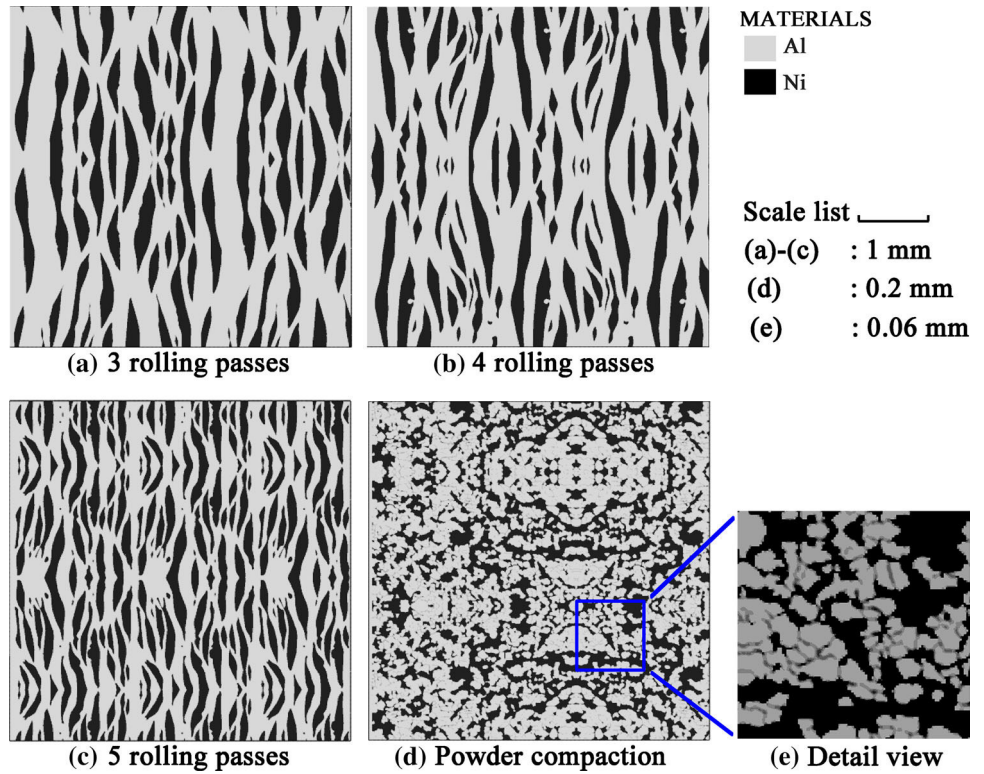 MATERIALS
Al
Ni
Scale list
(a)-(c) : 1 mm
(d) : 0.2 mm
(e) : 0.06 mm
(a) 3 rolling passes
(b) 4 rolling passes
(c) 5 rolling passes
(d) Powder compaction
(e) Detail view